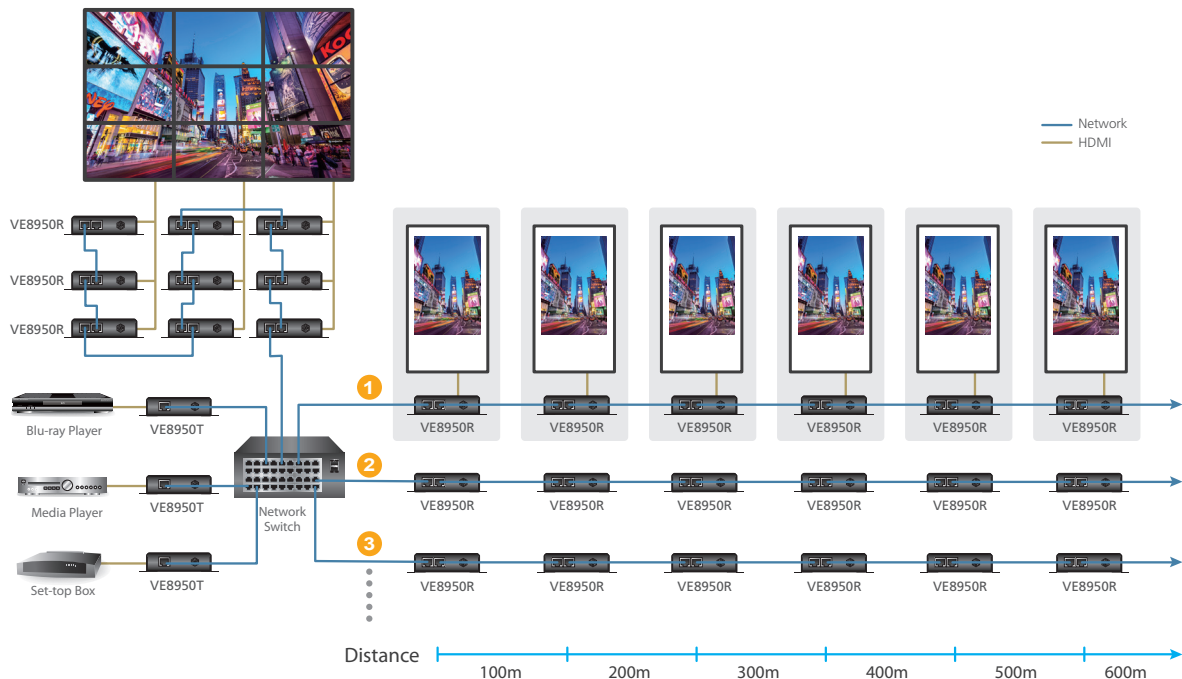 Network
HDMI
VE8950R
VE8950R
VE8950R
1
VE8950R VE8950R VE8950R VE8950R VE8950R VE8950R
Blu-ray Player
VE8950T
2
VE8950R VE8950R VE8950R VE8950R VE8950R VE8950R
Media Player
VE8950T
Network
Switch
3
VE8950R VE8950R VE8950R VE8950R VE8950R VE8950R
Set-top Box
VE8950T
Distance
100m 200m 300m 400m 500m 600m